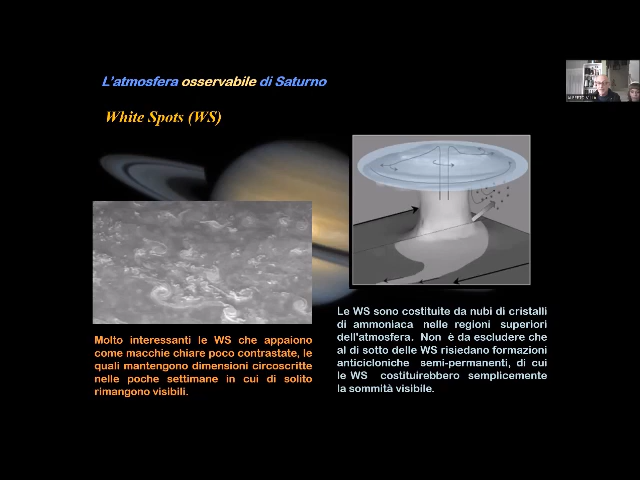 L'atmosfera osservabile di Saturno
White Spots (WS)
Molto interessanti le WS che appaiono
come macchie chiare poco contrastate, le
quali mantengono dimensioni circoscritte
nelle poche settimane in cui di solito
rimangono visibili.
Le WS sono costituite da nubi di cristalli
di ammoniaca nelle regioni superiori
dell'atmosfera. Non è da escludere che
al di sotto delle WS risiedano formazioni
anticicloniche semi-permanenti, di cui
le WS costituirebbero semplicemente
la sommità visibile.